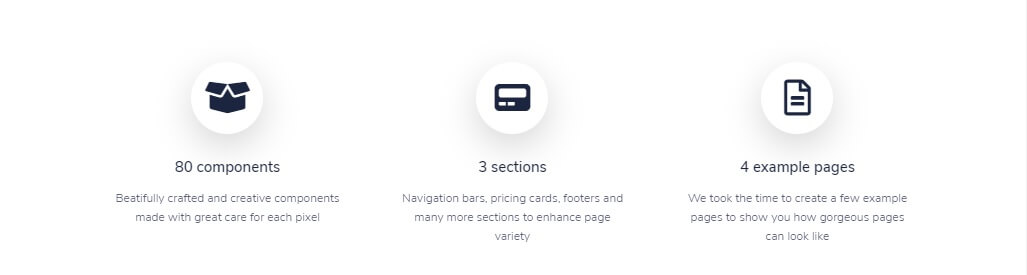 80 components
Beatifully crafted and creative components
made with great care for each pixel
3 sections
Navigation bars, pricing cards, footers and
many more sections to enhance page
variety
4 example pages
We took the time to create a few example
pages to show you how gorgeous pages
can look like